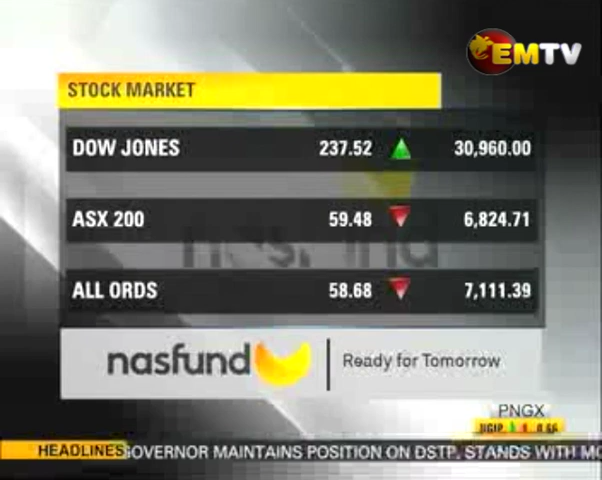 EMTV
STOCK MARKET
DOW JONES 237.52 30,960.00
ASX 200 59.48 6,824.71
ALL ORDS 58.68 7,111.39
nasfund Ready for Tomorrow
PNGX
HEADLINES GOVERNOR MAINTAINS POSITION ON DSTP. STANDS WITH MO